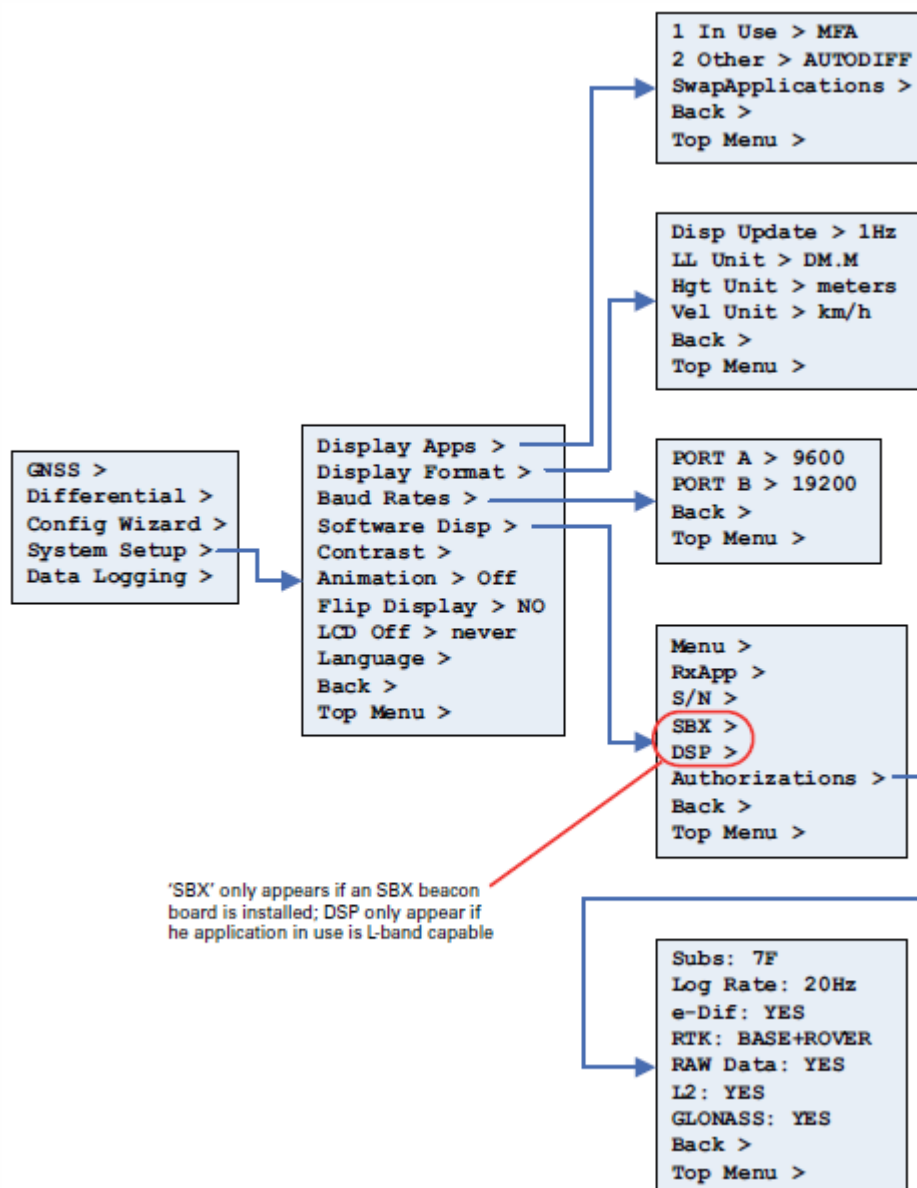 GNSS >
Differential >
Config Wizard >
System Setup >
Data Logging >
Display Apps >
Display Format >
Baud Rates >
Software Disp >
Contrast >
Animation > Off
Flip Display > NO
LCD Off > never
Language >
Back >
Top Menu >
1 In Use > MFA
2 Other > AUTODIFF
SwapApplications >
Back >
Top Menu >
Disp Update > 1Hz
LL Unit > DM.M
Hgt Unit > meters
Vel Unit > km/h
Back >
Top Menu >
PORT A > 9600
PORT B > 19200
Back >
Top Menu >
Menu >
RxApp >
S/N >
SBX >
DSP >
Authorizations >
Back >
Top Menu >
'SBX' only appears if an SBX beacon
board is installed; DSP only appear if
he application in use is L-band capable
Subs: 7F
Log Rate: 20Hz
e-Dif: YES
RTK: BASE+ROVER
RAW Data: YES
L2: YES
GLONASS: YES
Back >
Top Menu >